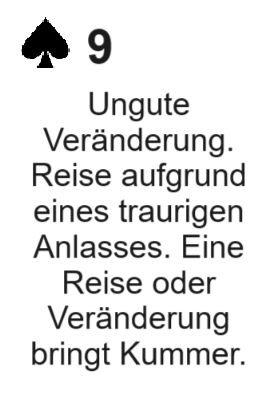 ♠ 9
Ungute
Veränderung.
Reise aufgrund
eines traurigen
Anlasses. Eine
Reise oder
Veränderung
bringt Kummer.